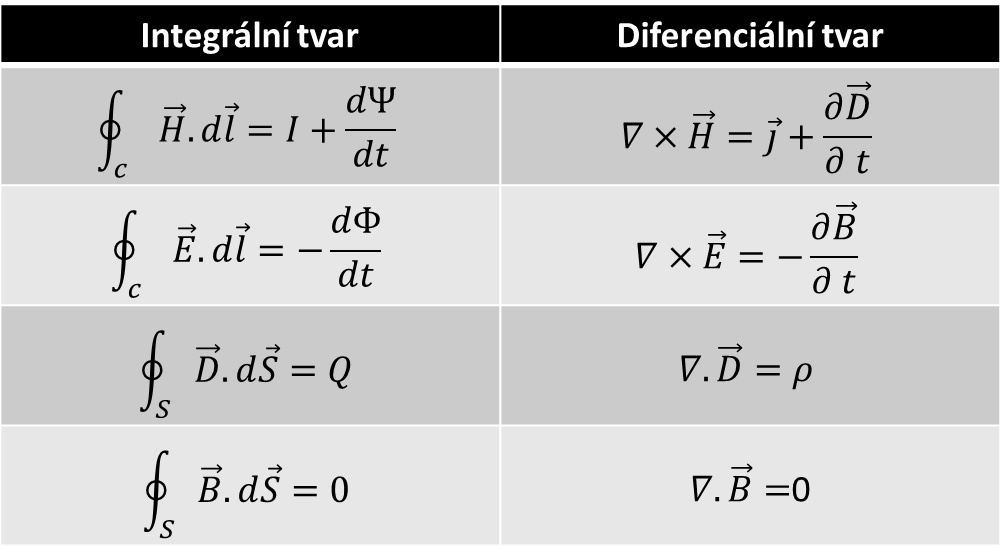 Integrální tvar Diferenciální tvar
∮_c H⃗.dl⃗ = I + dΨ/dt ∇ × H⃗ = j⃗ + ∂D⃗/∂ t
∮_c E⃗.dl⃗ = − dΦ/dt ∇ × E⃗ = − ∂B⃗/∂ t
∮_S D⃗.dS⃗ = Q ∇.D⃗ = ρ
∮_S B⃗.dS⃗ = 0 ∇.B⃗ =0